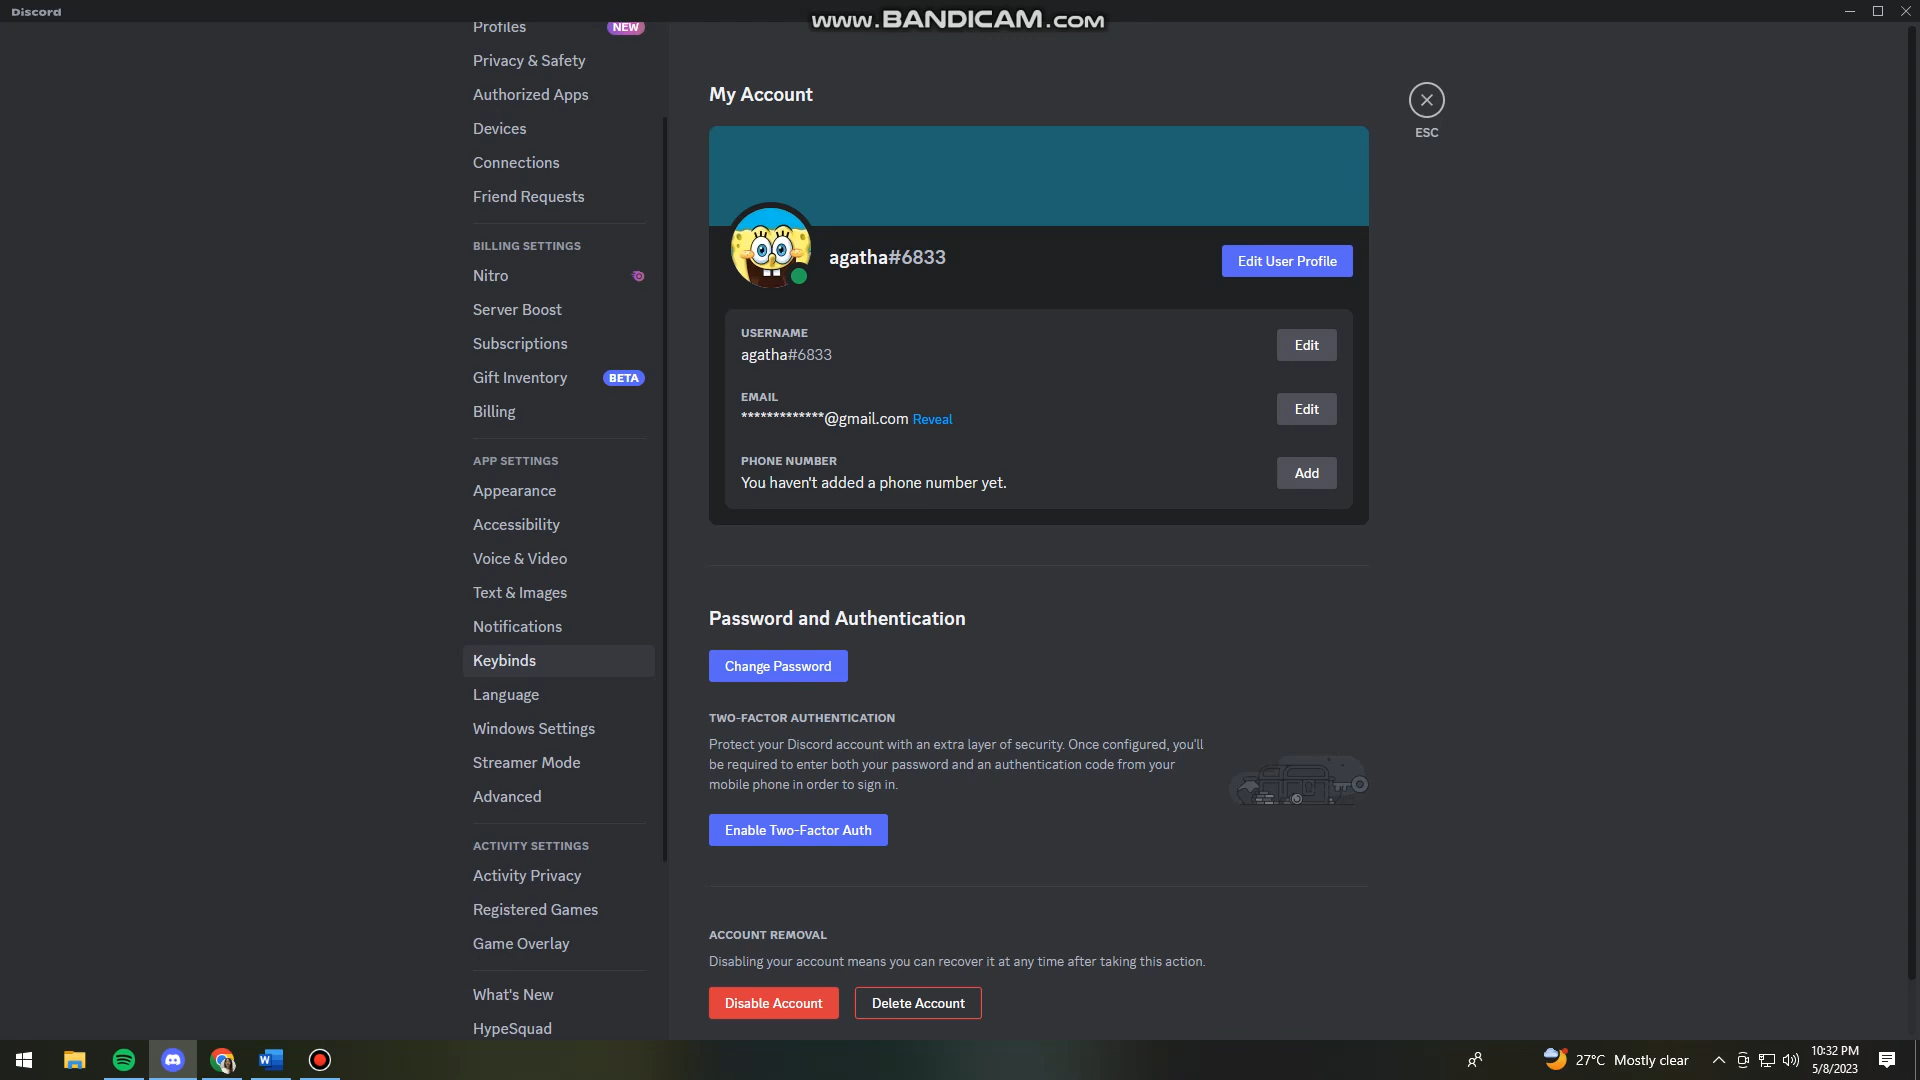 Discord
www.BANDICAM.com
Profiles NEW
Privacy & Safety
Authorized Apps
Devices
Connections
Friend Requests
BILLING SETTINGS
Nitro
Server Boost
Subscriptions
Gift Inventory BETA
Billing
APP SETTINGS
Appearance
Accessibility
Voice & Video
Text & Images
Notifications
Keybinds
Language
Windows Settings
Streamer Mode
Advanced
ACTIVITY SETTINGS
Activity Privacy
Registered Games
Game Overlay
What's New
HypeSquad
My Account
ESC
agatha#6833
Edit User Profile
USERNAME
agatha#6833
Edit
EMAIL
*************@gmail.com Reveal
Edit
PHONE NUMBER
You haven't added a phone number yet.
Add
Password and Authentication
Change Password
TWO-FACTOR AUTHENTICATION
Protect your Discord account with an extra layer of security. Once configured, you'll
be required to enter both your password and an authentication code from your
mobile phone in order to sign in.
Enable Two-Factor Auth
ACCOUNT REMOVAL
Disabling your account means you can recover it at any time after taking this action.
Disable Account Delete Account
W
27°C Mostly clear
10:32 PM
5/8/2023